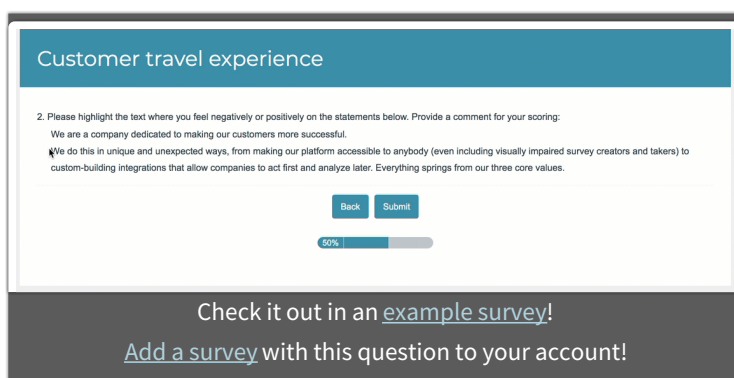 Customer travel experience
2. Please highlight the text where you feel negatively or positively on the statements below. Provide a comment for your scoring:
We are a company dedicated to making our customers more successful.
We do this in unique and unexpected ways, from making our platform accessible to anybody (even including visually impaired survey creators and takers) to
custom-building integrations that allow companies to act first and analyze later. Everything springs from our three core values.
Back Submit
50%
Check it out in an example survey!
Add a survey with this question to your account!